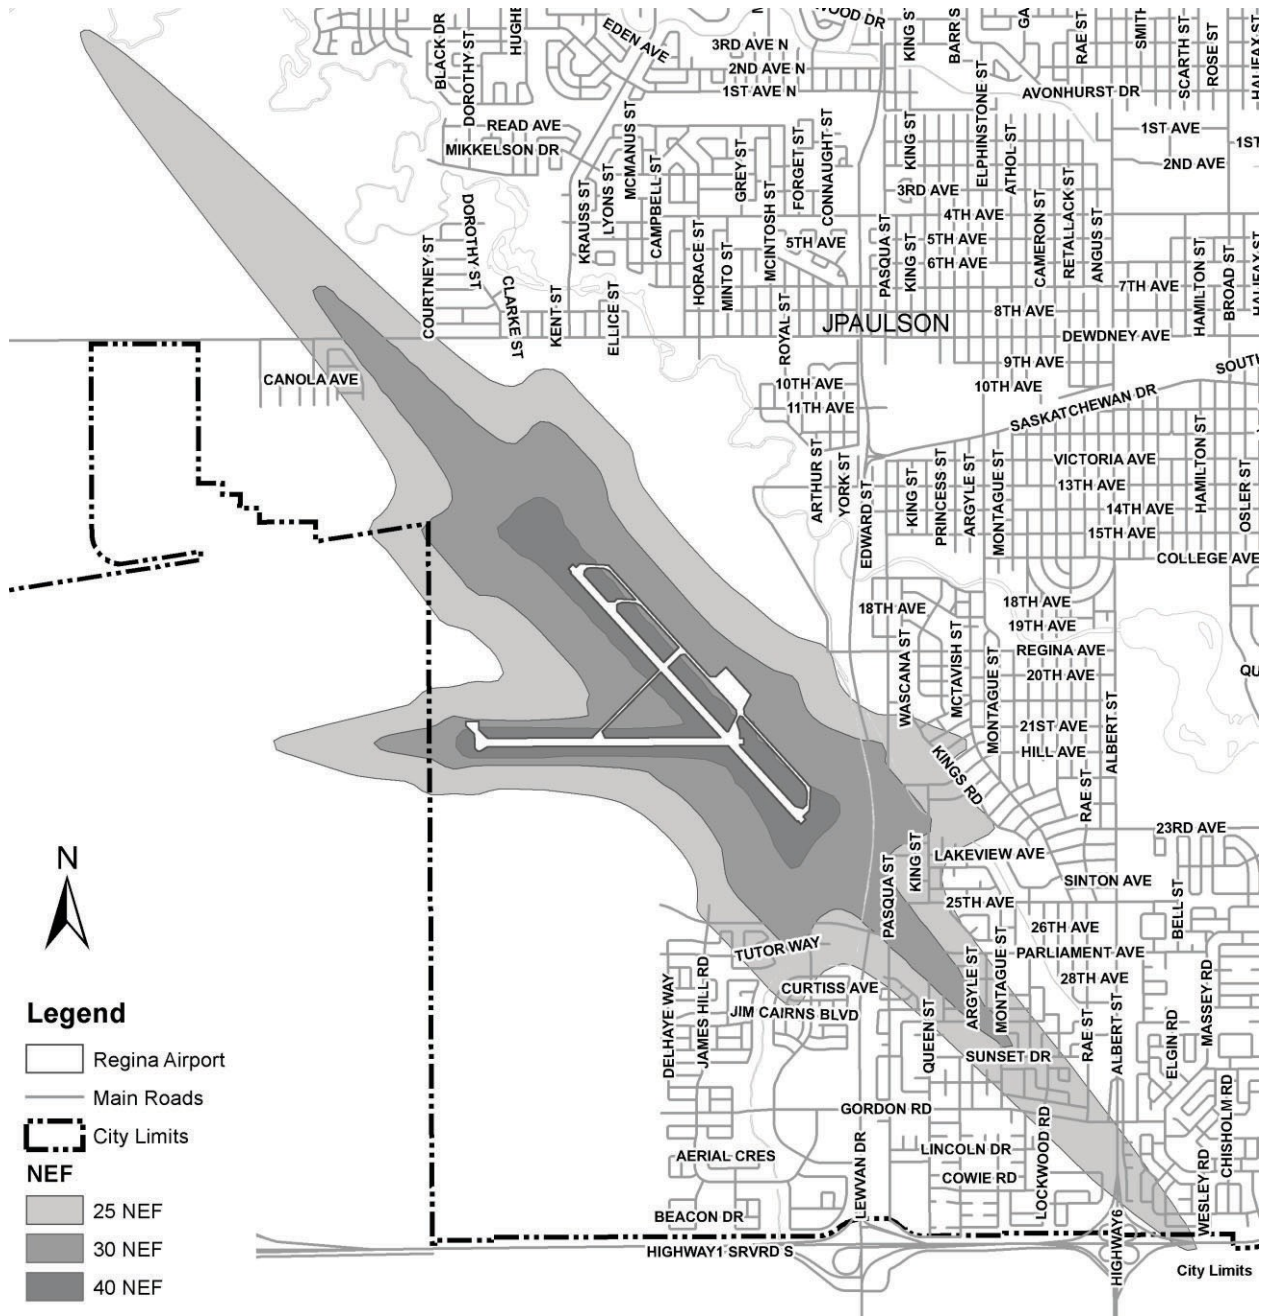 WOOD DR
KING ST
BARR S
GA
RAE ST
SMITH
SCARTH ST
ROSE ST
HALIFAX ST
BLACK DR
DOROTHY ST
HUGHE
EDEN AVE
3RD AVE N
2ND AVE N
1ST AVE N
AVONHURST DR
READ AVE
MIKKELSON DR
KRAUSS ST
LYONS ST
MCMANUS ST
CAMPBELL ST
GREY ST
MCINTOSH ST
FORGET ST
CONNAUGHT ST
KING ST
ELPHINSTONE ST
ATHOL ST
1ST AVE
1ST
2ND AVE
3RD AVE
4TH AVE
DOROTHY ST
COURTNEY ST
CLARKE ST
KENT ST
ELLICE ST
HORACE ST
MINTO ST
5TH AVE
ROYAL ST
PASQUA ST
KING ST
5TH AVE
6TH AVE
CAMERON ST
RETALLACK ST
ANGUS ST
7TH AVE
HAMILTON ST
BROAD ST
HALIFAX ST
8TH AVE
JPAULSON
DEWDNEY AVE
9TH AVE
10TH AVE
SOUTH
CANOLA AVE
10TH AVE
11TH AVE
SASKATCHEWAN DR
ARTHUR ST
YORK ST
EDWARD ST
KING ST
PRINCESS ST
ARGYLE ST
MONTAGUE ST
VICTORIA AVE
13TH AVE
14TH AVE
15TH AVE
HAMILTON ST
OSLER ST
COLLEGE AVE
18TH AVE
18TH AVE
19TH AVE
REGINA AVE
20TH AVE
QU
WASCANA ST
MCTAVISH ST
MONTAGUE ST
21ST AVE
HILL AVE
ALBERT ST
KINGS RD
RAE ST
23RD AVE
LAKEVIEW AVE
KING ST
PASQUA ST
SINTON AVE
25TH AVE
BELL ST
26TH AVE
PARLIAMENT AVE
28TH AVE
TUTOR WAY
CURTISS AVE
JIM CAIRNS BLVD
DELHAYE WAY
JAMES HILL RD
QUEEN ST
ARGYLE ST
MONTAGUE ST
SUNSET DR
RAE ST
ALBERT ST
ELGIN RD
MASSEY RD
GORDON RD
LINCOLN DR
COWIE RD
LOCKWOOD RD
CHISHOLM RD
WESLEY RD
AERIAL CRES
BEACON DR
LEWVAN DR
HIGHWAY1 SRVRD S
HIGHWAY6
City Limits
N
Legend
Regina Airport
Main Roads
City Limits
NEF
25 NEF
30 NEF
40 NEF